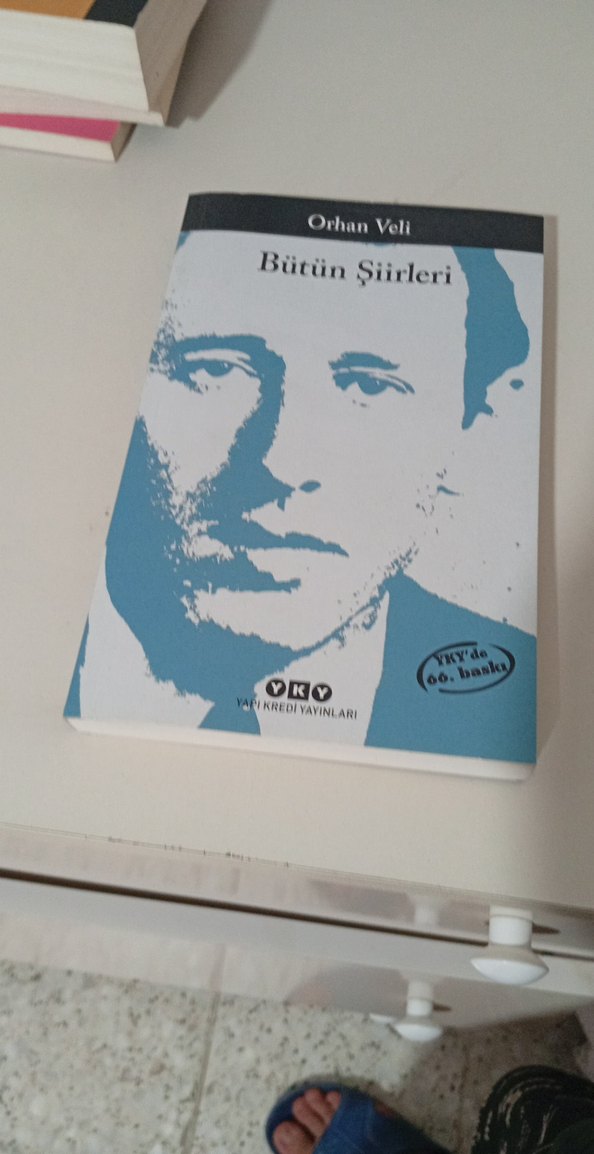 Orhan Veli
Bütün Şiirleri
YKY'de
66. baskı
YKY
YAPI KREDİ YAYINLARI